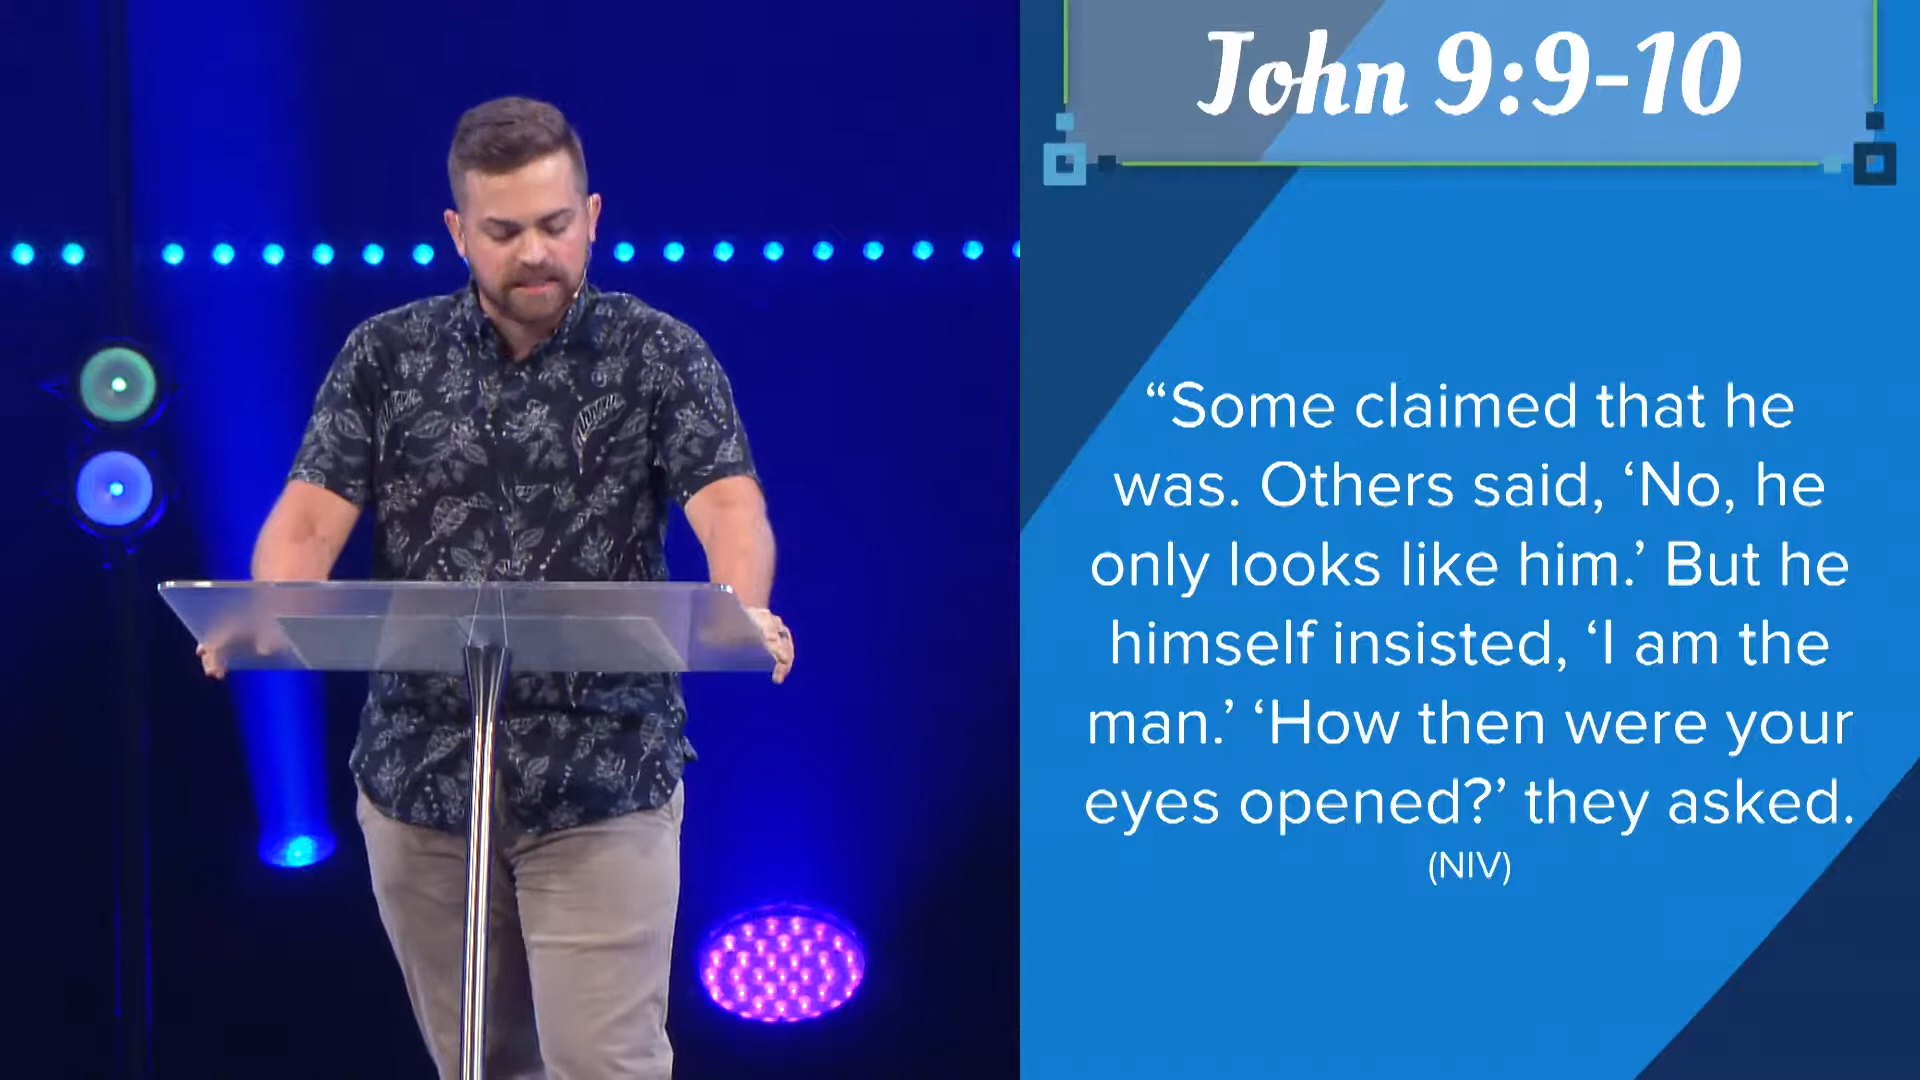 John 9:9-10
“Some claimed that he
was. Others said, ‘No, he
only looks like him.’ But he
himself insisted, ‘I am the
man.’ ‘How then were your
eyes opened?’ they asked.
(NIV)